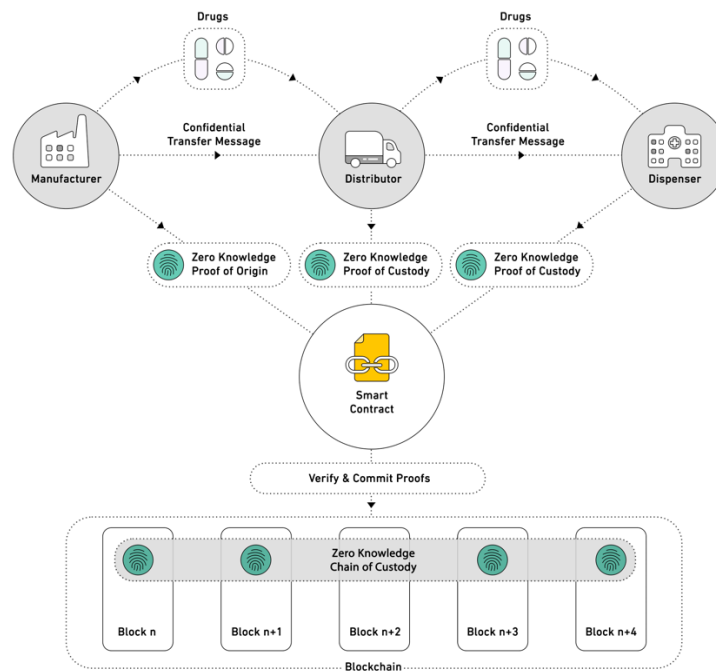 Drugs
Drugs
Confidential
Transfer Message
Confidential
Transfer Message
Manufacturer
Distributor
Dispenser
Zero Knowledge
Proof of Origin
Zero Knowledge
Proof of Custody
Zero Knowledge
Proof of Custody
Smart
Contract
Verify & Commit Proofs
Zero Knowledge
Chain of Custody
Block n
Block n+1
Block n+2
Block n+3
Block n+4
Blockchain